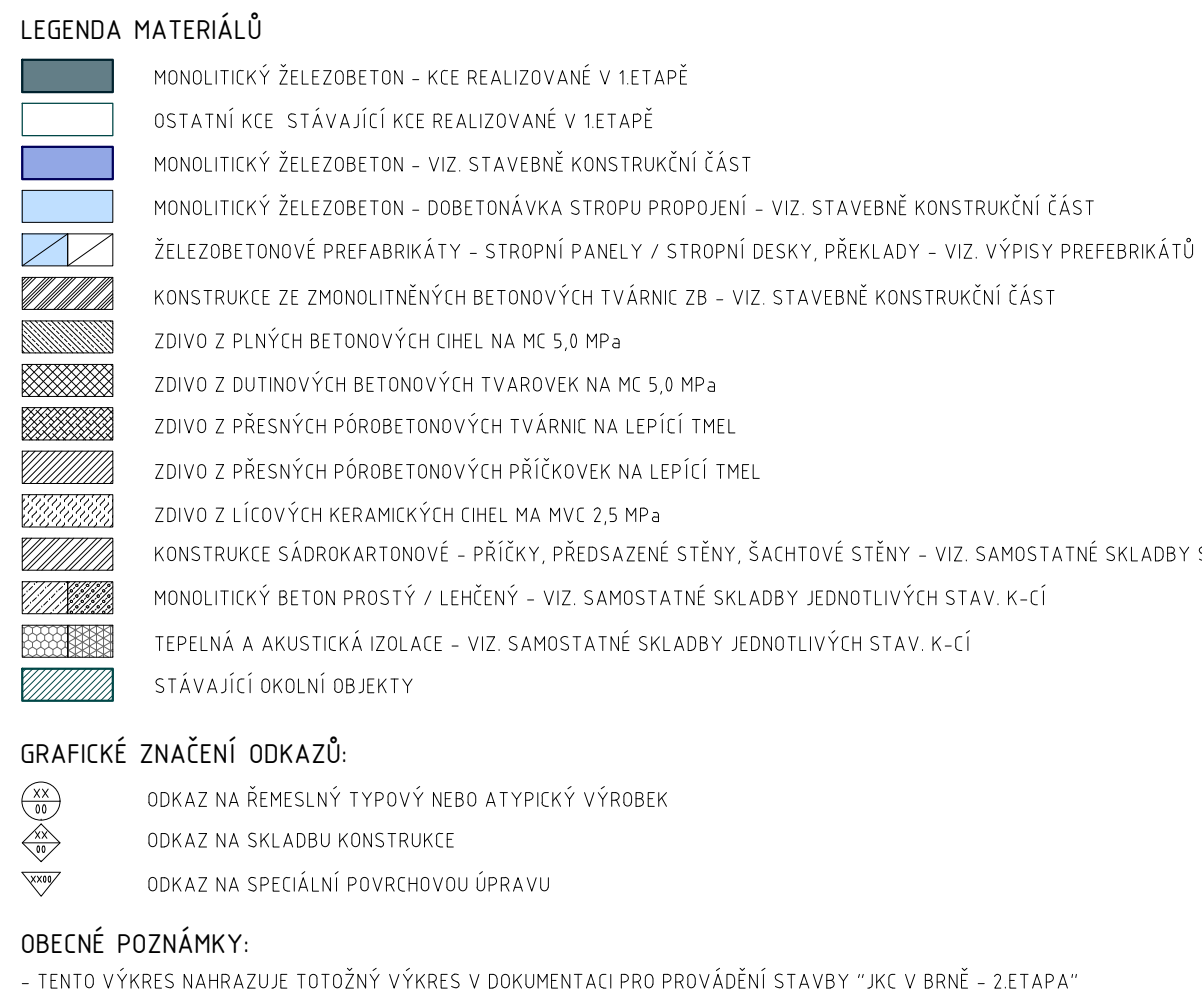 LEGENDA MATERIÁLŮ
MONOLITICKÝ ŽELEZOBETON - KCE REALIZOVANÉ V 1.ETAPĚ
OSTATNÍ KCE STÁVAJÍCÍ KCE REALIZOVANÉ V 1.ETAPĚ
MONOLITICKÝ ŽELEZOBETON - VIZ. STAVEBNĚ KONSTRUKČNÍ ČÁST
MONOLITICKÝ ŽELEZOBETON - DOBETONÁVKA STROPU PROPOJENÍ - VIZ. STAVEBNĚ KONSTRUKČNÍ ČÁST
ŽELEZOBETONOVÉ PREFABRIKÁTY - STROPNÍ PANELY / STROPNÍ DESKY, PŘEKLADY - VIZ. VÝPISY PREFEBRIKÁTŮ
KONSTRUKCE ZE ZMONOLITNĚNÝCH BETONOVÝCH TVÁRNIC ZB - VIZ. STAVEBNĚ KONSTRUKČNÍ ČÁST
ZDIVO Z PLNÝCH BETONOVÝCH CIHEL NA MC 5,0 MPa
ZDIVO Z DUTINOVÝCH BETONOVÝCH TVAROVEK NA MC 5,0 MPa
ZDIVO Z PŘESNÝCH PÓROBETONOVÝCH TVÁRNIC NA LEPÍCÍ TMEL
ZDIVO Z PŘESNÝCH PÓROBETONOVÝCH PŘÍČKOVEK NA LEPÍCÍ TMEL
ZDIVO Z LÍCOVÝCH KERAMICKÝCH CIHEL MA MVC 2,5 MPa
KONSTRUKCE SÁDROKARTONOVÉ - PŘÍČKY, PŘEDSAZENÉ STĚNY, ŠACHTOVÉ STĚNY - VIZ. SAMOSTATNÉ SKLADBY
MONOLITICKÝ BETON PROSTÝ / LEHČENÝ - VIZ. SAMOSTATNÉ SKLADBY JEDNOTLIVÝCH STAV. K-CÍ
TEPELNÁ A AKUSTICKÁ IZOLACE - VIZ. SAMOSTATNÉ SKLADBY JEDNOTLIVÝCH STAV. K-CÍ
STÁVAJÍCÍ OKOLNÍ OBJEKTY
GRAFICKÉ ZNAČENÍ ODKAZŮ:
XX
00
ODKAZ NA ŘEMESLNÝ TYPOVÝ NEBO ATYPICKÝ VÝROBEK
XX
00
ODKAZ NA SKLADBU KONSTRUKCE
XX00
ODKAZ NA SPECIÁLNÍ POVRCHOVOU ÚPRAVU
OBECNÉ POZNÁMKY:
- TENTO VÝKRES NAHRAZUJE TOTOŽNÝ VÝKRES V DOKUMENTACI PRO PROVÁDĚNÍ STAVBY "JKC V BRNĚ - 2.ETAPA"